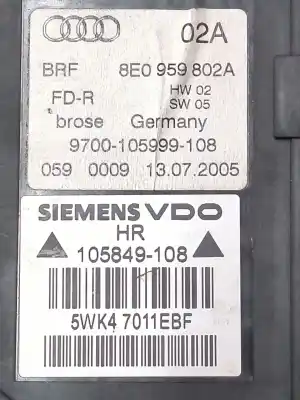 02A
BRF 8E0 959 802A
FD-R HW 02
SW 05
brose Germany
9700-105999-108
059 0009 13.07.2005
SIEMENS VDO
HR
105849-108
5WK4 7011EBF